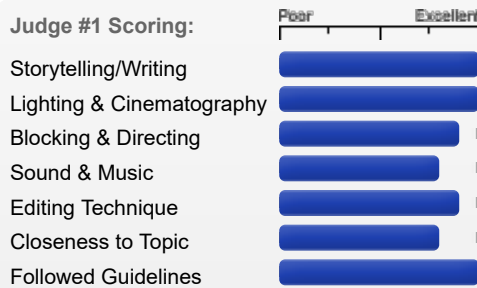 Poor Excellent
Judge #1 Scoring:
Storytelling/Writing
Lighting & Cinematography
Blocking & Directing
Sound & Music
Editing Technique
Closeness to Topic
Followed Guidelines